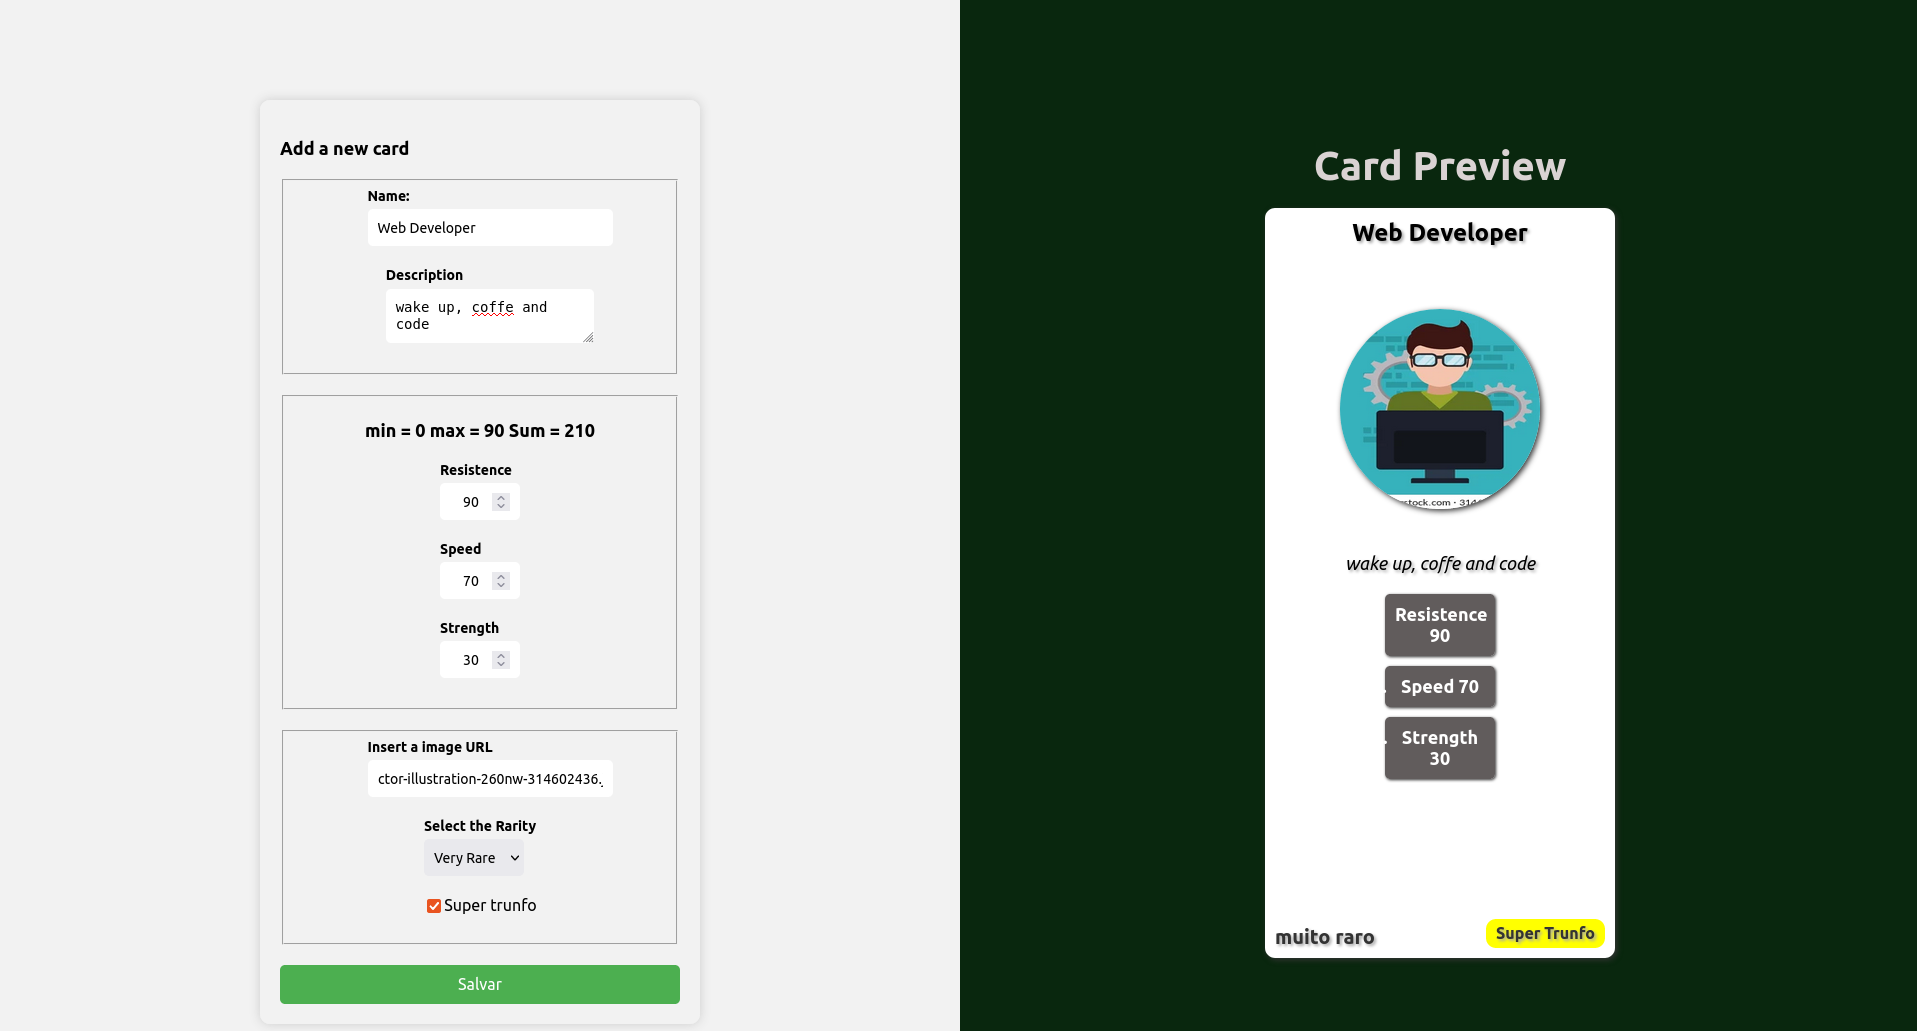 Add a new card
Name:
Web Developer
Description
wake up, coffe and
code
min = 0 max = 90 Sum = 210
Resistence
90
Speed
70
Strength
30
Insert a image URL
ctor-illustration-260nw-314602436.
Select the Rarity
Very Rare
Super trunfo
Salvar
Card Preview
Web Developer
stock.com · 314
wake up, coffe and code
Resistence
90
Speed 70
Strength
30
muito raro
Super Trunfo